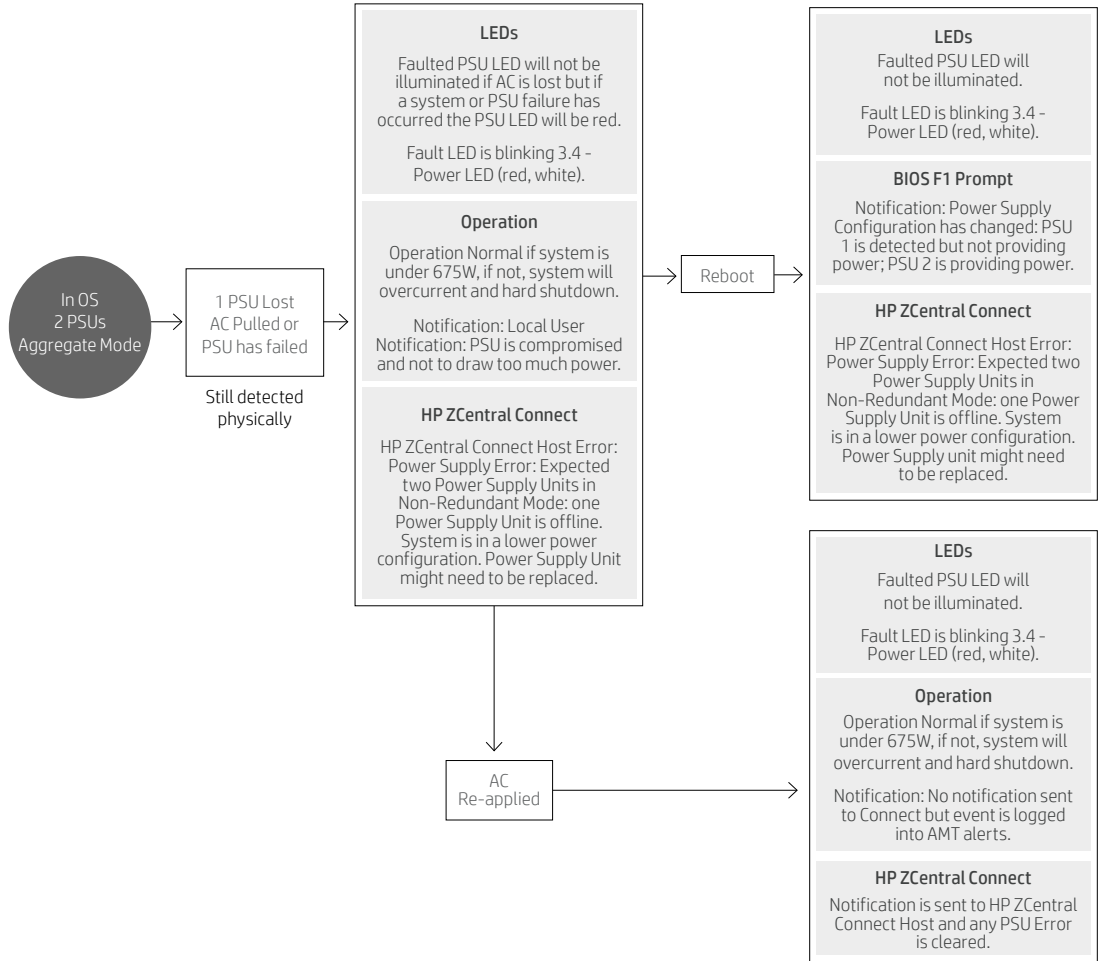 In OS
2 PSUs
Aggregate Mode
1 PSU Lost
AC Pulled or
PSU has failed
Still detected
physically
LEDs
Faulted PSU LED will not be
illuminated if AC is lost but if
a system or PSU failure has
occurred the PSU LED will be red.
Fault LED is blinking 3.4 -
Power LED (red, white).
Operation
Operation Normal if system is
under 675W, if not, system will
overcurrent and hard shutdown.
Notification: Local User
Notification: PSU is compromised
and not to draw too much power.
HP ZCentral Connect
HP ZCentral Connect Host Error:
Power Supply Error: Expected
two Power Supply Units in
Non-Redundant Mode: one
Power Supply Unit is offline.
System is in a lower power
configuration. Power Supply Unit
might need to be replaced.
Reboot
LEDs
Faulted PSU LED will
not be illuminated.
Fault LED is blinking 3.4 -
Power LED (red, white).
BIOS F1 Prompt
Notification: Power Supply
Configuration has changed: PSU
1 is detected but not providing
power; PSU 2 is providing power.
HP ZCentral Connect
HP ZCentral Connect Host Error:
Power Supply Error: Expected two
Power Supply Units in
Non-Redundant Mode: one Power
Supply Unit is offline. System
is in a lower power configuration.
Power Supply unit might need
to be replaced.
AC
Re-applied
LEDs
Faulted PSU LED will
not be illuminated.
Fault LED is blinking 3.4 -
Power LED (red, white).
Operation
Operation Normal if system is
under 675W, if not, system will
overcurrent and hard shutdown.
Notification: No notification sent
to Connect but event is logged
into AMT alerts.
HP ZCentral Connect
Notification is sent to HP ZCentral
Connect Host and any PSU Error
is cleared.